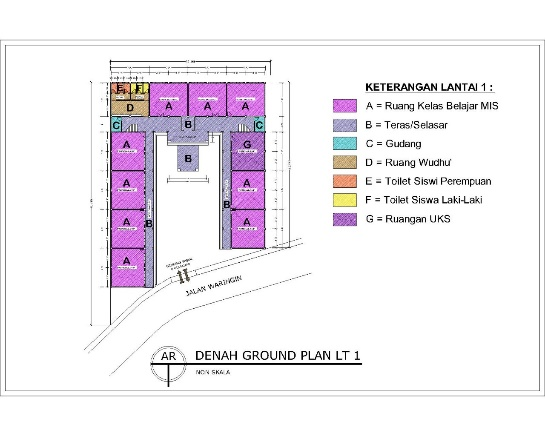 KETERANGAN LANTAI 1 :
A = Ruang Kelas Belajar MIS
B = Teras/Selasar
C = Gudang
D = Ruang Wudhu'
E = Toilet Siswi Perempuan
F = Toilet Siswa Laki-Laki
G = Ruangan UKS
E F
A A A
D
C B C
A B G
A A
B
A A
B
A
JALAN WARINGIN
AR DENAH GROUND PLAN LT 1
NON SKALA